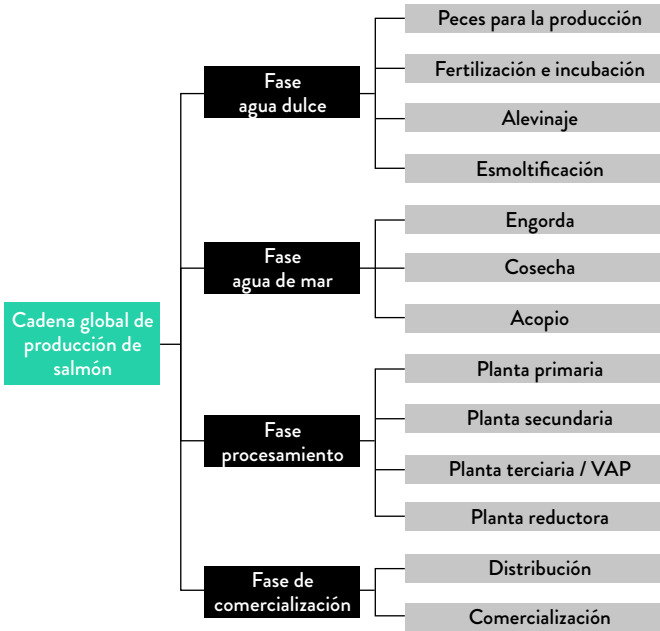 Cadena global de
producción de
salmón
Fase
agua dulce
Peces para la producción
Fertilización e incubación
Alevinaje
Esmoltificación
Fase
agua de mar
Engorda
Cosecha
Acopio
Fase
procesamiento
Planta primaria
Planta secundaria
Planta terciaria / VAP
Planta reductora
Fase de
comercialización
Distribución
Comercialización